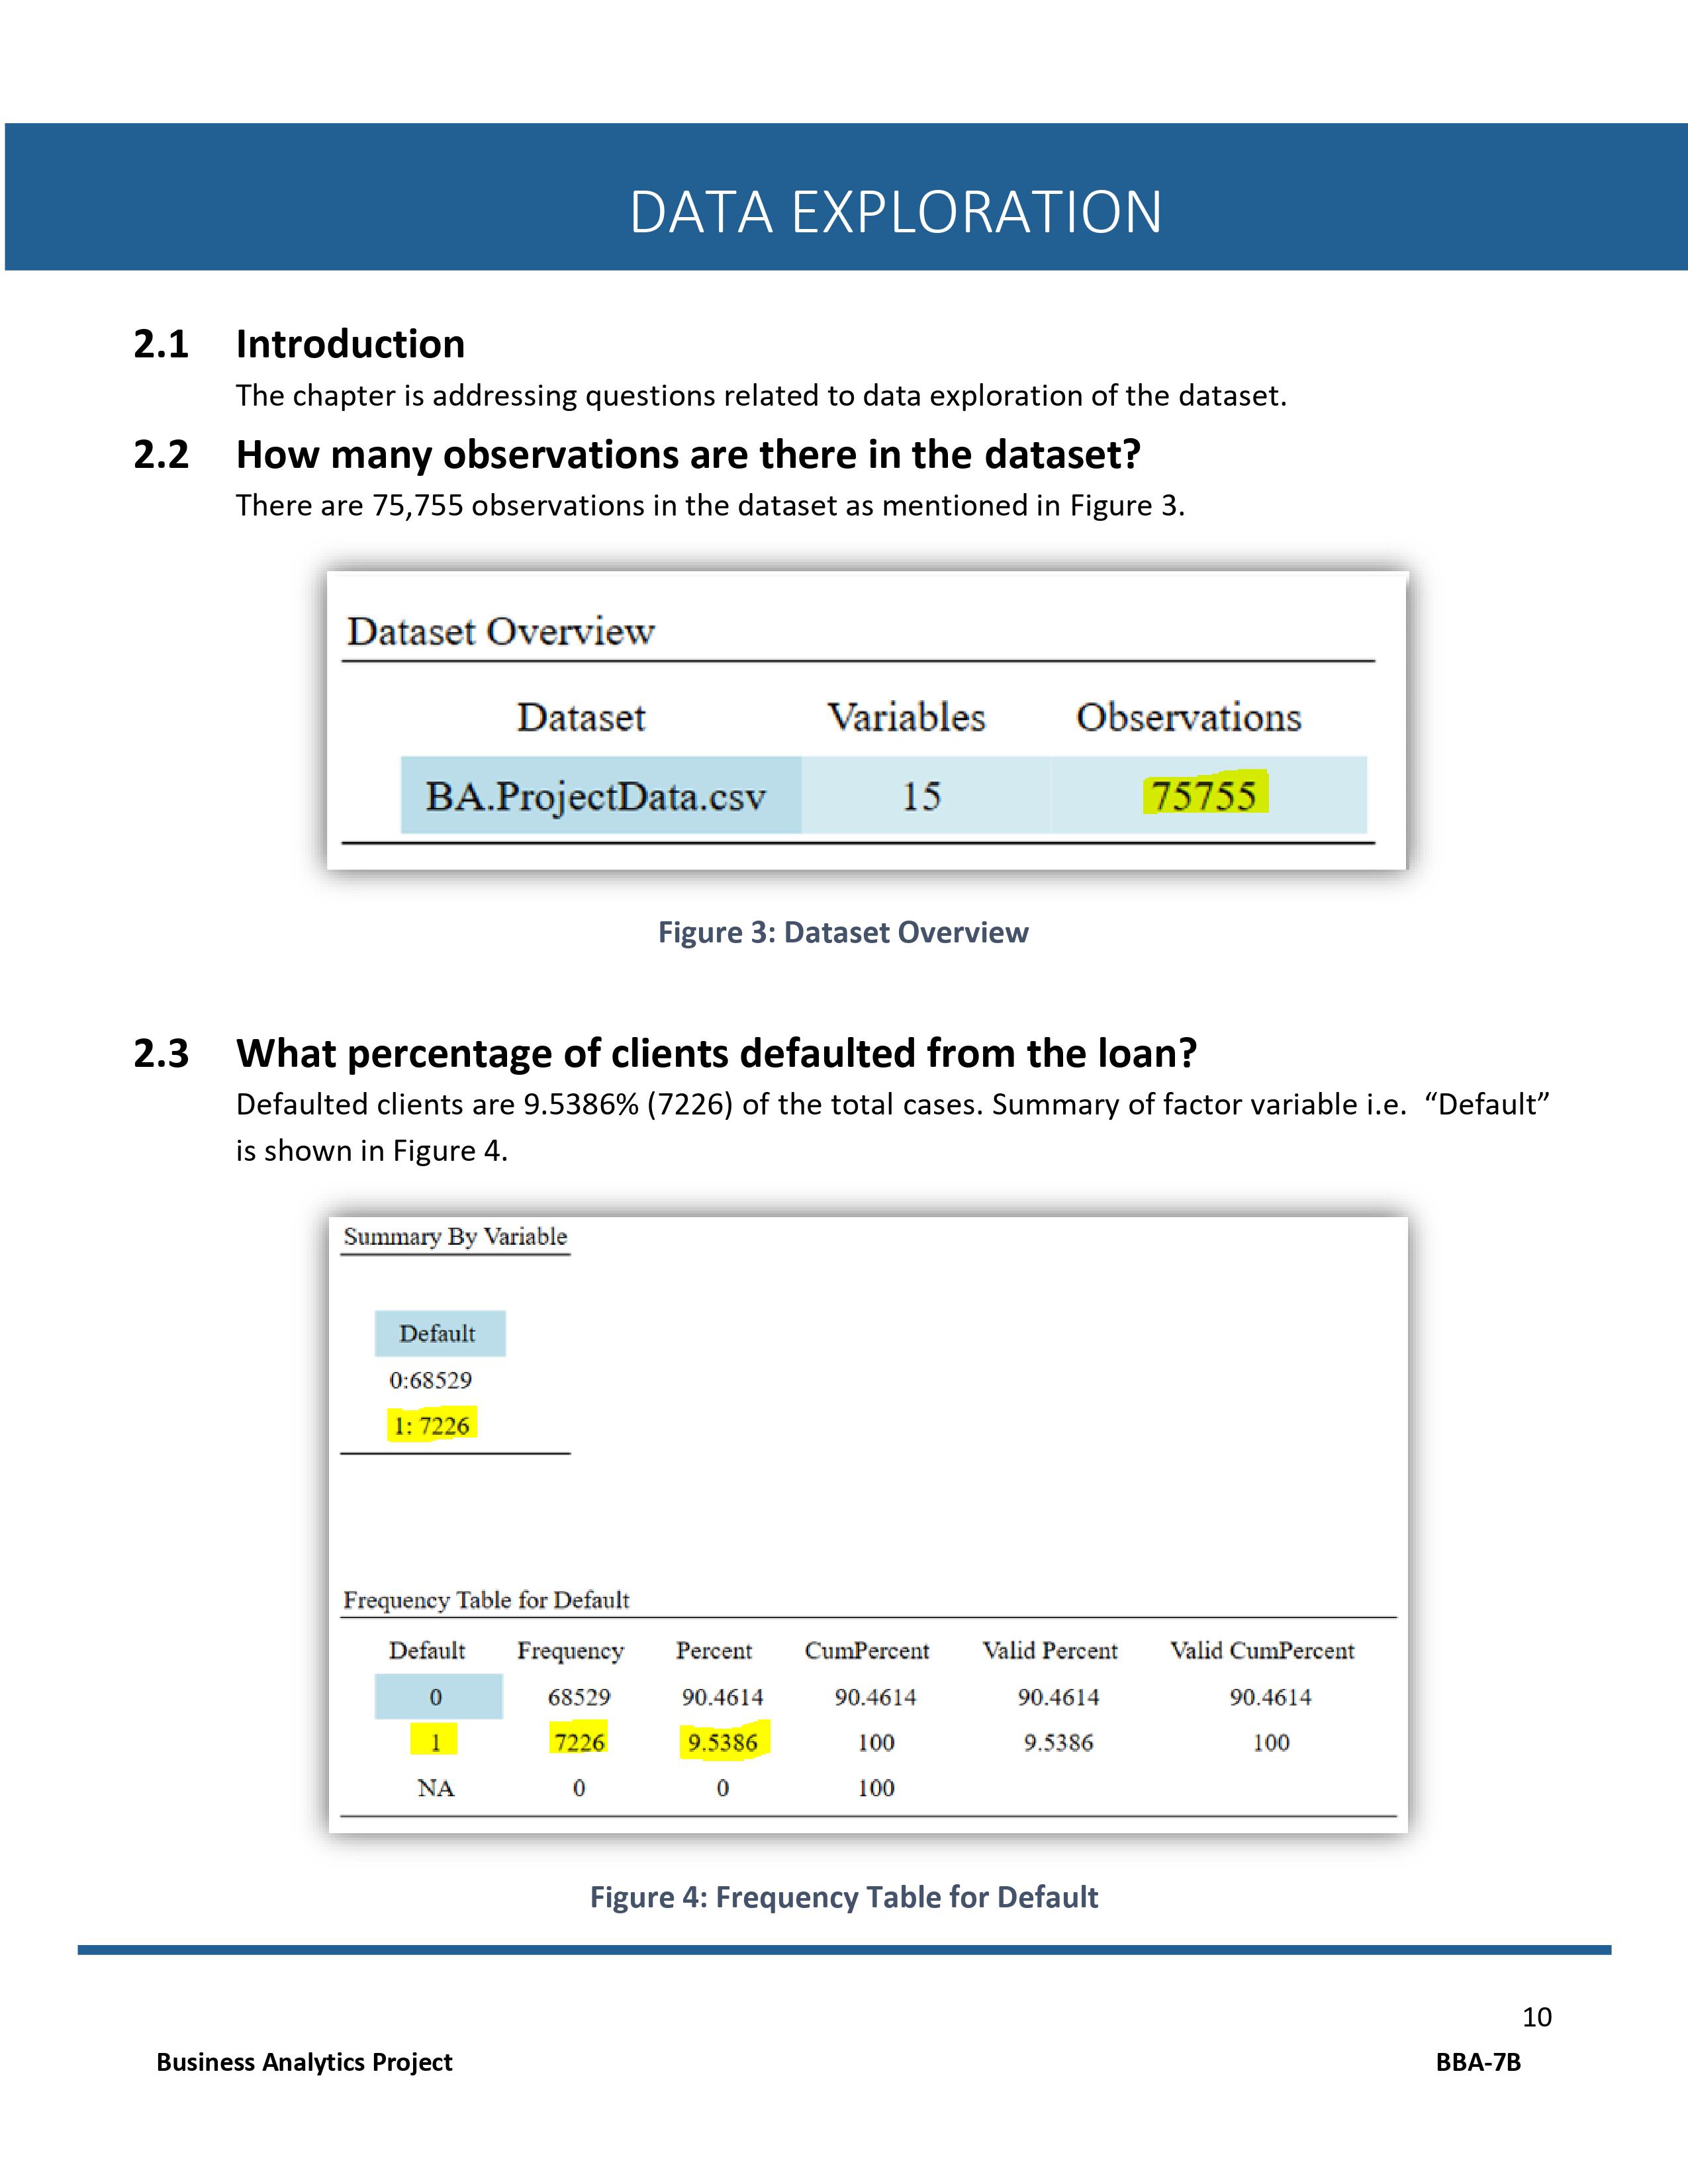 DATA EXPLORATION
2.1 Introduction
The chapter is addressing questions related to data exploration of the dataset.
2.2 How many observations are there in the dataset?
There are 75,755 observations in the dataset as mentioned in Figure 3.
Dataset Overview
Dataset Variables Observations
BA.ProjectData.csv 15 75755
Figure 3: Dataset Overview
2.3 What percentage of clients defaulted from the loan?
Defaulted clients are 9.5386% (7226) of the total cases. Summary of factor variable i.e. “Default”
is shown in Figure 4.
Summary By Variable
Default
0:68529
1: 7226
Frequency Table for Default
Default Frequency Percent CumPercent Valid Percent Valid CumPercent
0 68529 90.4614 90.4614 90.4614 90.4614
1 7226 9.5386 100 9.5386 100
NA 0 0 100
Figure 4: Frequency Table for Default
10
Business Analytics Project BBA-7B